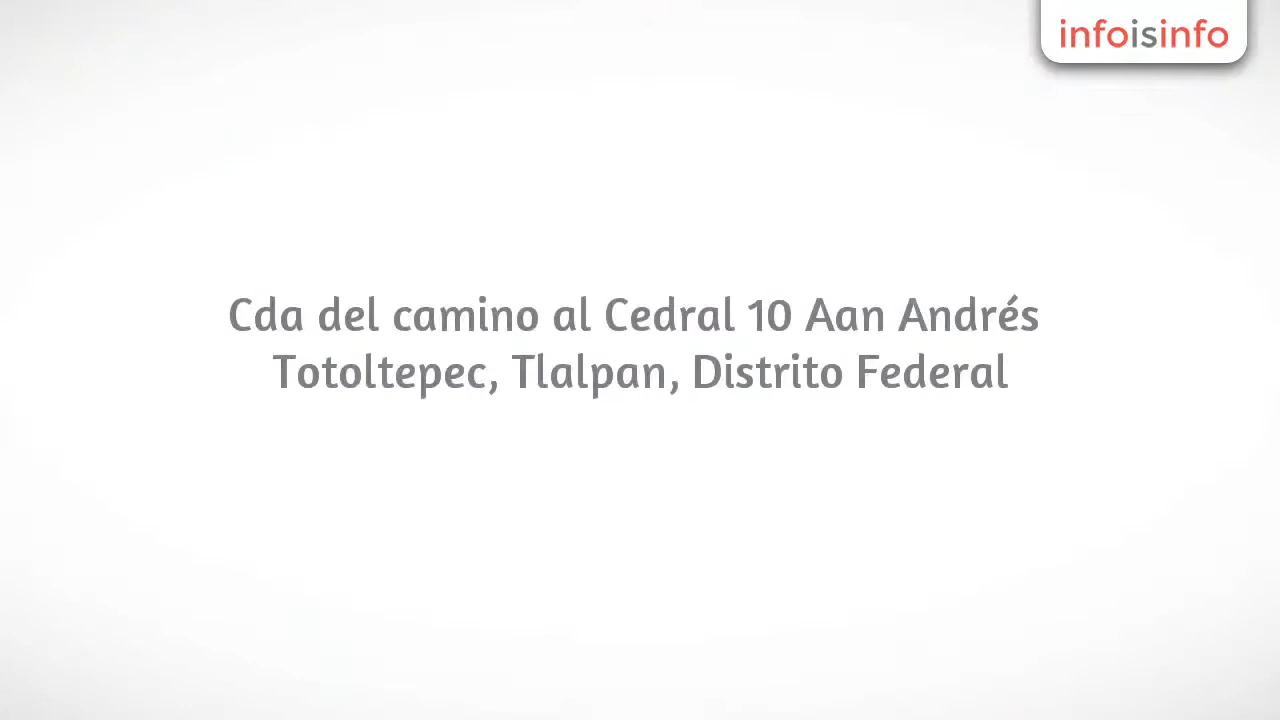 infoisinfo
Cda del camino al Cedral 10 Aan Andrés
Totoltepec, Tlalpan, Distrito Federal